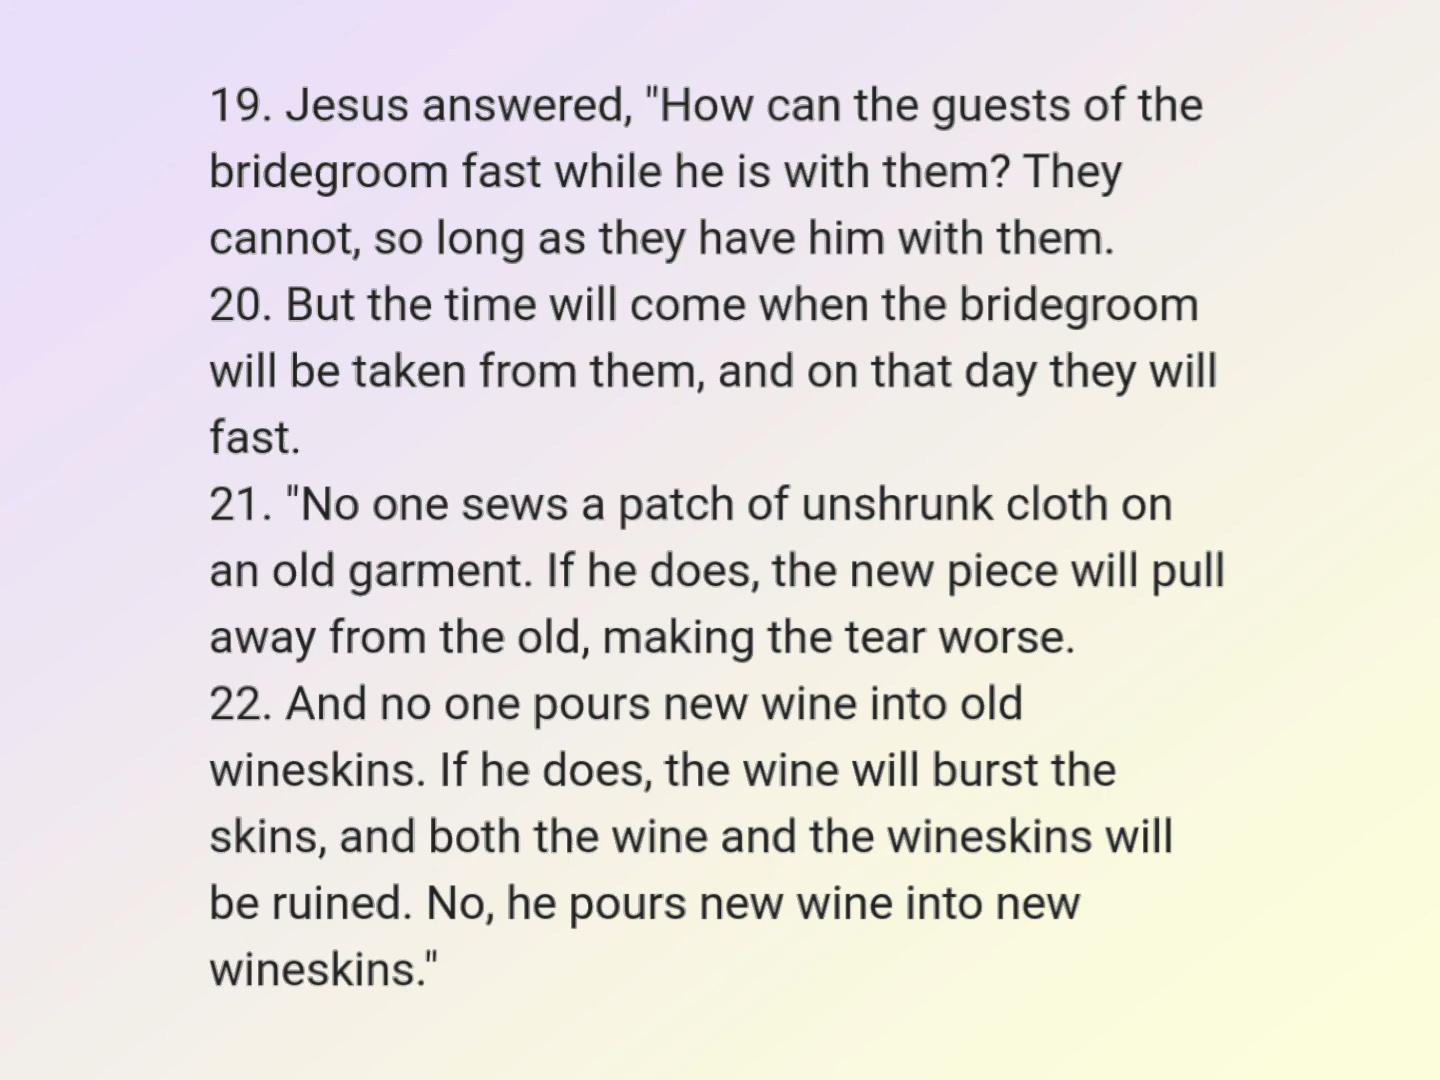 19. Jesus answered, "How can the guests of the
bridegroom fast while he is with them? They
cannot, so long as they have him with them.
20. But the time will come when the bridegroom
will be taken from them, and on that day they will
fast.
21. "No one sews a patch of unshrunk cloth on
an old garment. If he does, the new piece will pull
away from the old, making the tear worse.
22. And no one pours new wine into old
wineskins. If he does, the wine will burst the
skins, and both the wine and the wineskins will
be ruined. No, he pours new wine into new
wineskins."